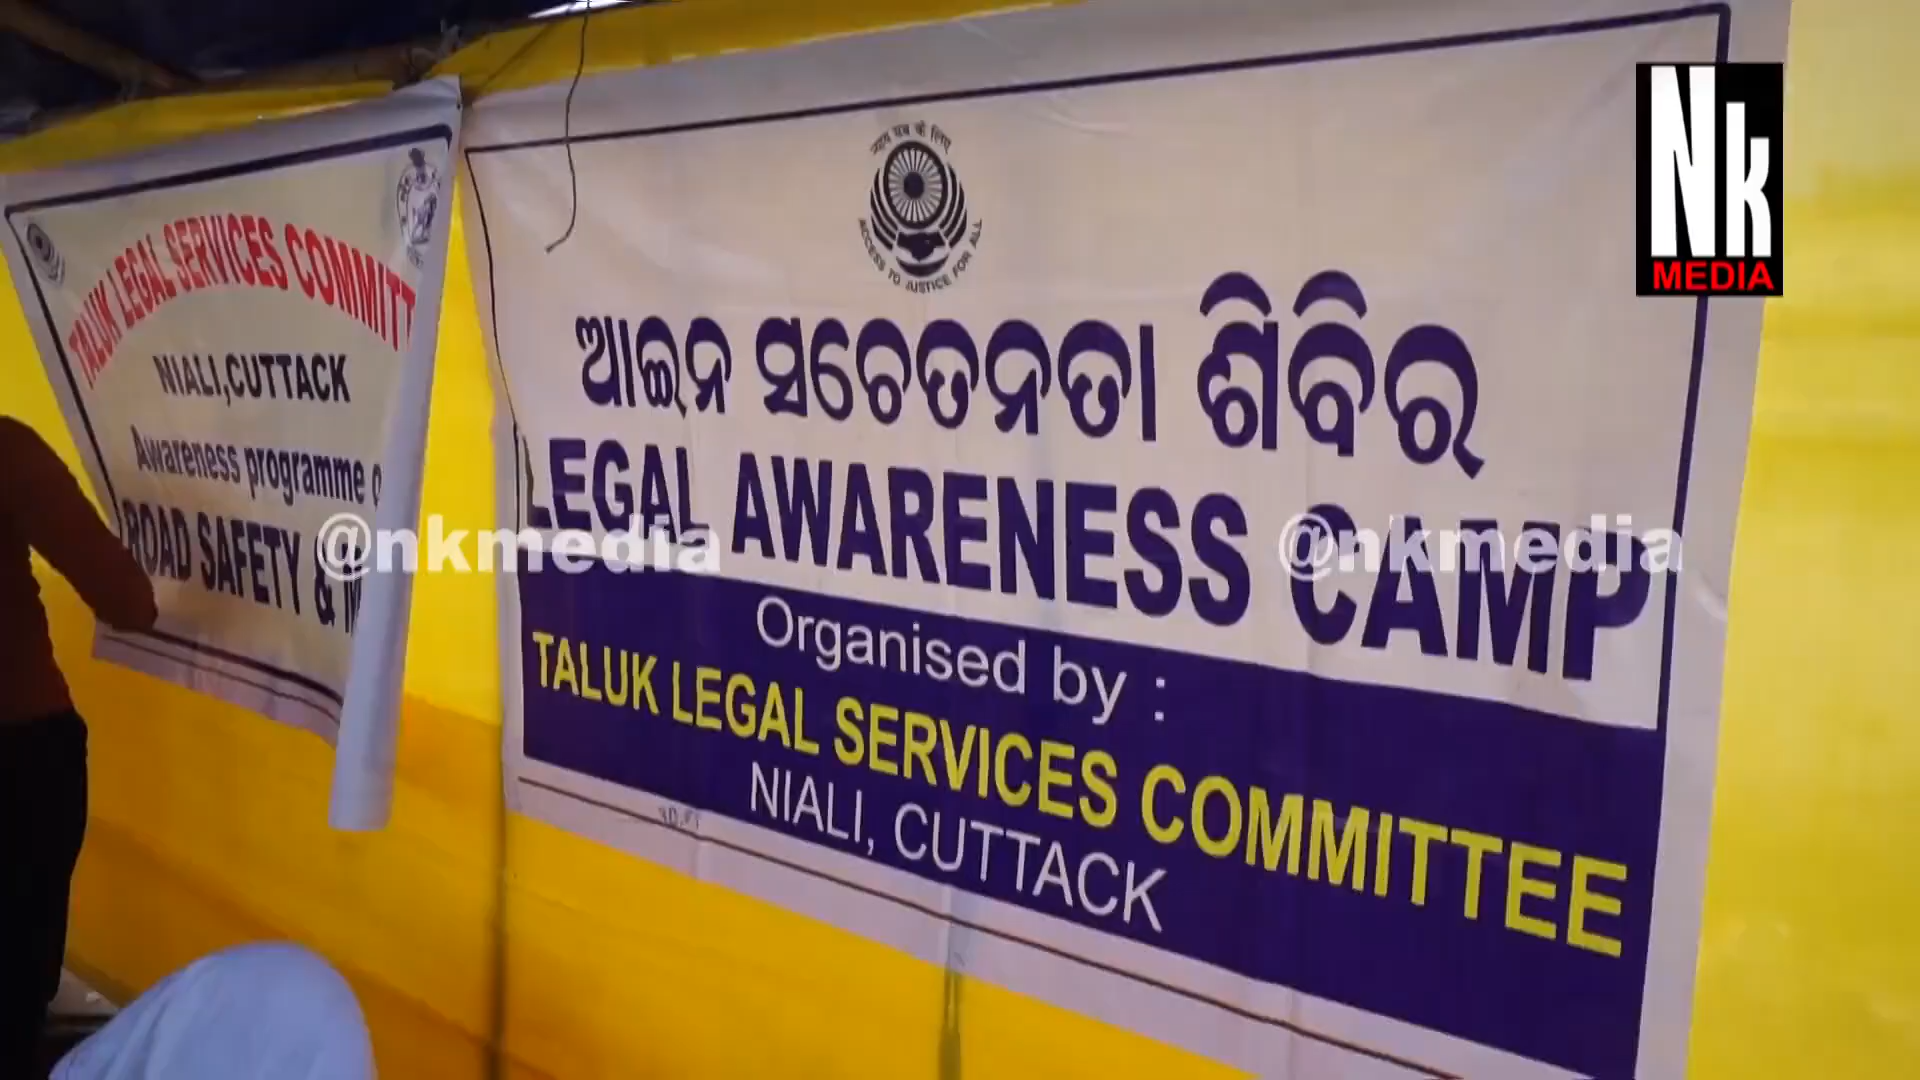 TALUK LEGAL SERVICES COMMITT
NIALI,CUTTACK
Awareness programme
ROAD SAFETY &
न्याय सब के लिए
ACCESS TO JUSTICE FOR ALL
ଆଇନ ସଚେତନତା ଶିବିର
LEGAL AWARENESS CAMP
Organised by :
TALUK LEGAL SERVICES COMMITTEE
NIALI, CUTTACK
Nk
MEDIA
@nkmedia
@nkmedia